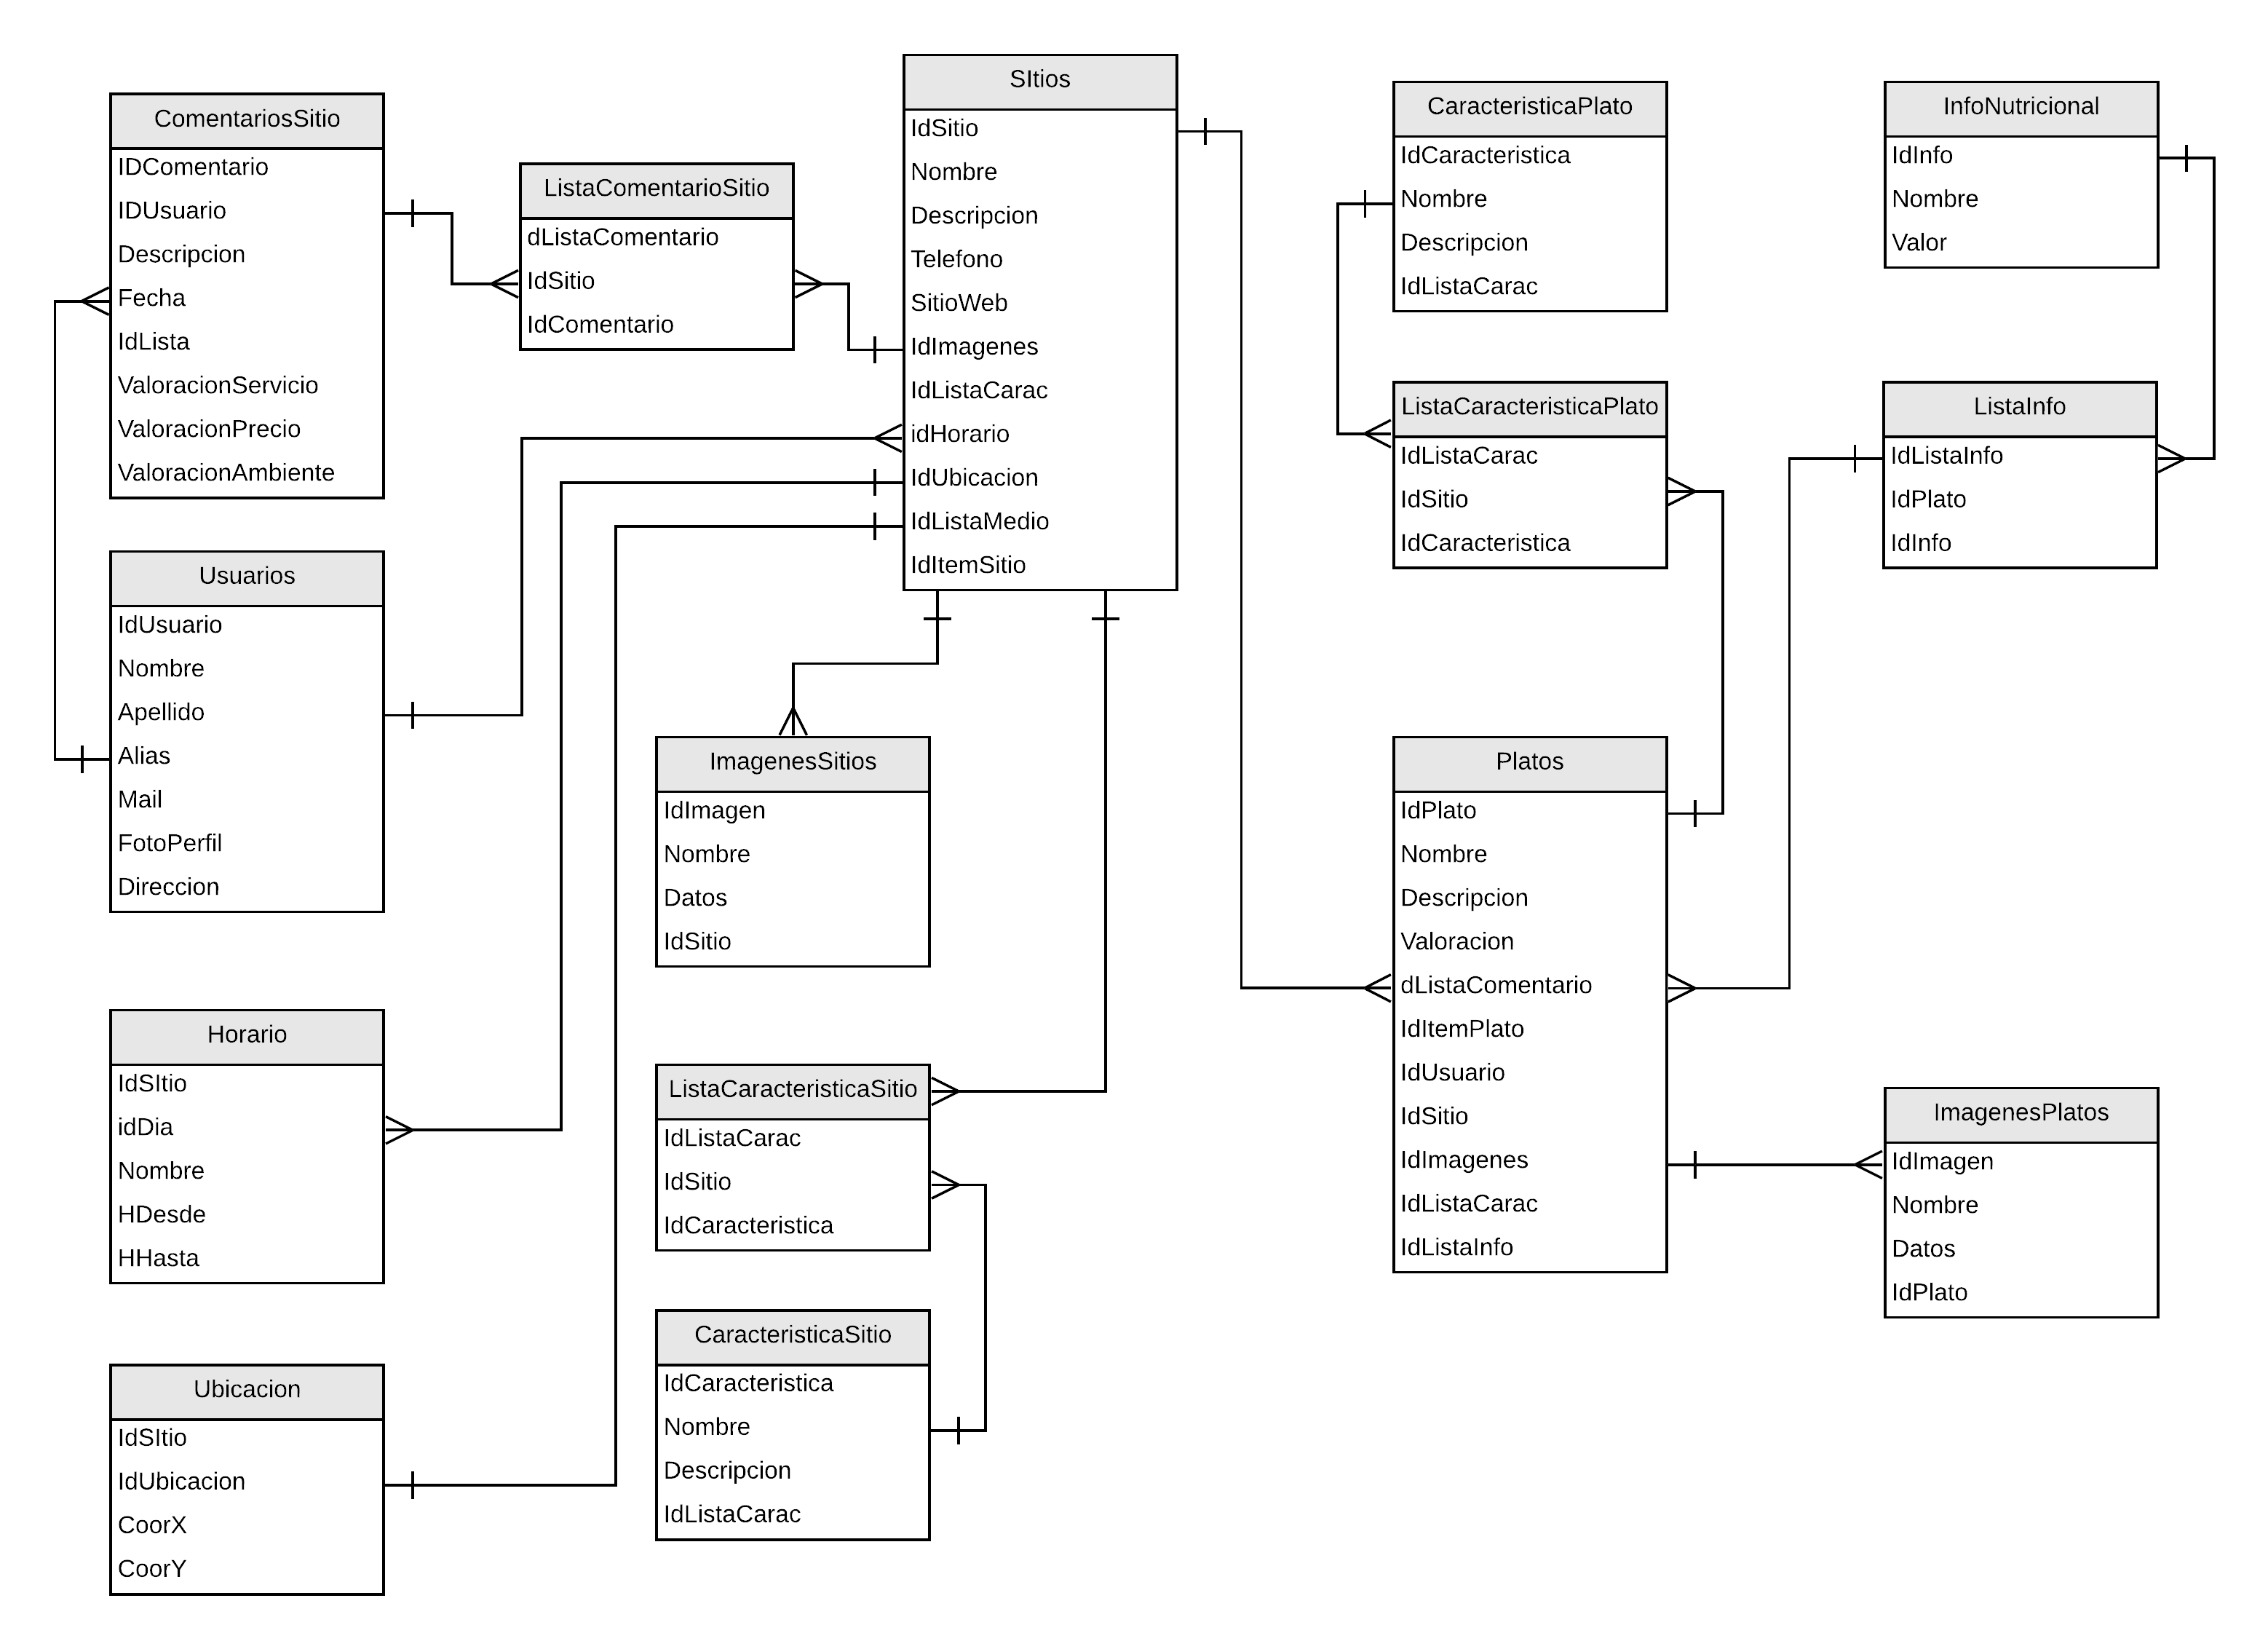 ComentariosSitio
IDComentario
IDUsuario
Descripcion
Fecha
IdLista
ValoracionServicio
ValoracionPrecio
ValoracionAmbiente
Usuarios
IdUsuario
Nombre
Apellido
Alias
Mail
FotoPerfil
Direccion
Horario
IdSItio
idDia
Nombre
HDesde
HHasta
Ubicacion
IdSItio
IdUbicacion
CoorX
CoorY
ListaComentarioSitio
dListaComentario
IdSitio
IdComentario
SItios
IdSitio
Nombre
Descripcion
Telefono
SitioWeb
IdImagenes
IdListaCarac
idHorario
IdUbicacion
IdListaMedio
IdItemSitio
ImagenesSitios
IdImagen
Nombre
Datos
IdSitio
ListaCaracteristicaSitio
IdListaCarac
IdSitio
IdCaracteristica
CaracteristicaSitio
IdCaracteristica
Nombre
Descripcion
IdListaCarac
CaracteristicaPlato
IdCaracteristica
Nombre
Descripcion
IdListaCarac
ListaCaracteristicaPlato
IdListaCarac
IdSitio
IdCaracteristica
Platos
IdPlato
Nombre
Descripcion
Valoracion
dListaComentario
IdItemPlato
IdUsuario
IdSitio
IdImagenes
IdListaCarac
IdListaInfo
InfoNutricional
IdInfo
Nombre
Valor
ListaInfo
IdListaInfo
IdPlato
IdInfo
ImagenesPlatos
IdImagen
Nombre
Datos
IdPlato